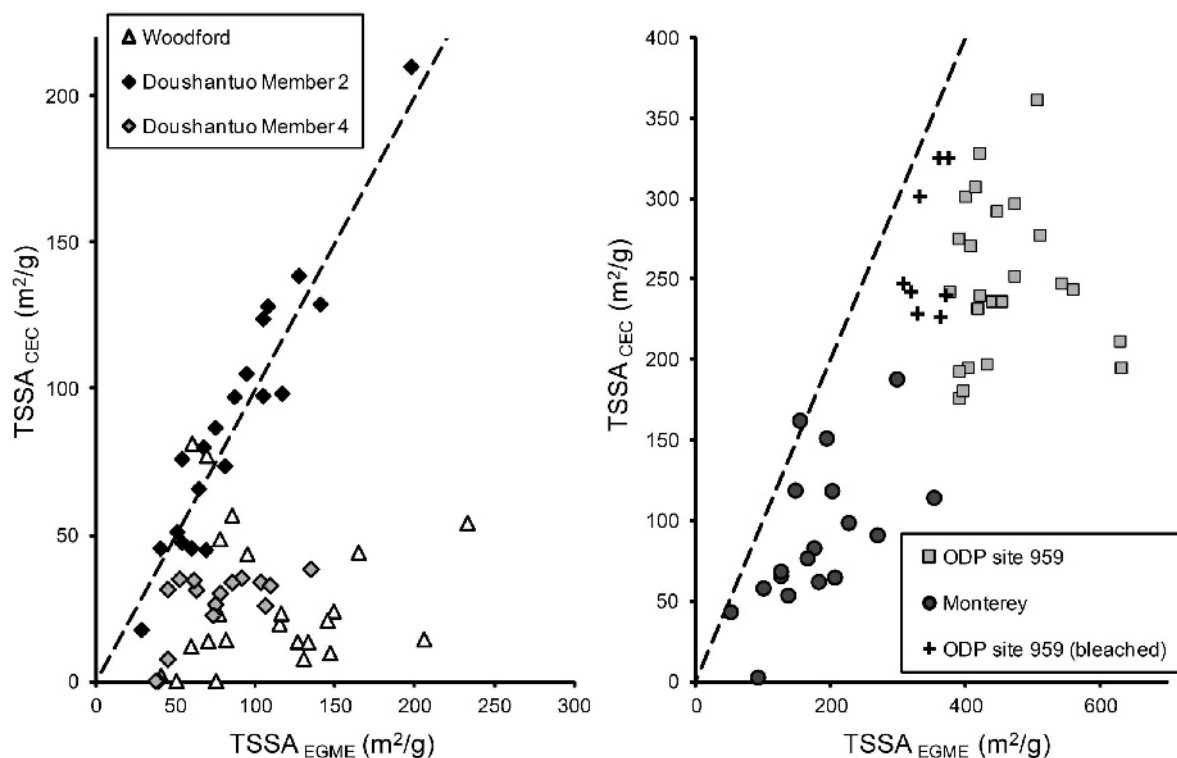 Woodford
Doushantuo Member 2
Doushantuo Member 4
200
150
100
50
0
TSSA CEC (m²/g)
0 50 100 150 200 250 300
TSSA EGME (m²/g)
400
350
300
250
200
150
100
50
0
TSSA CEC (m²/g)
ODP site 959
Monterey
ODP site 959 (bleached)
0 200 400 600
TSSA EGME (m²/g)